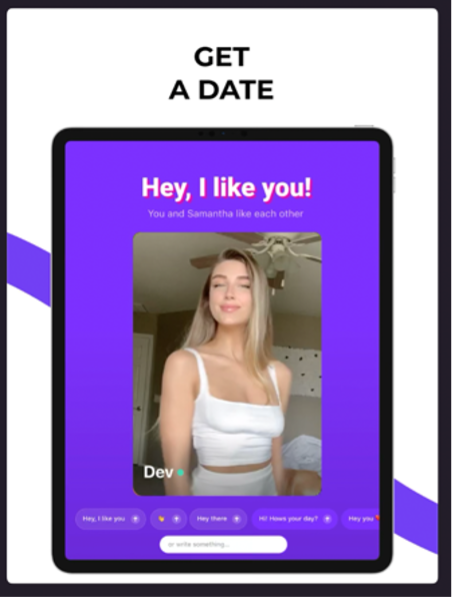 GET
A DATE
Hey, I like you!
You and Samantha like each other
Dev
Hey, I like you
Hey there
Hi! Hows your day?
Hey you
or write something...